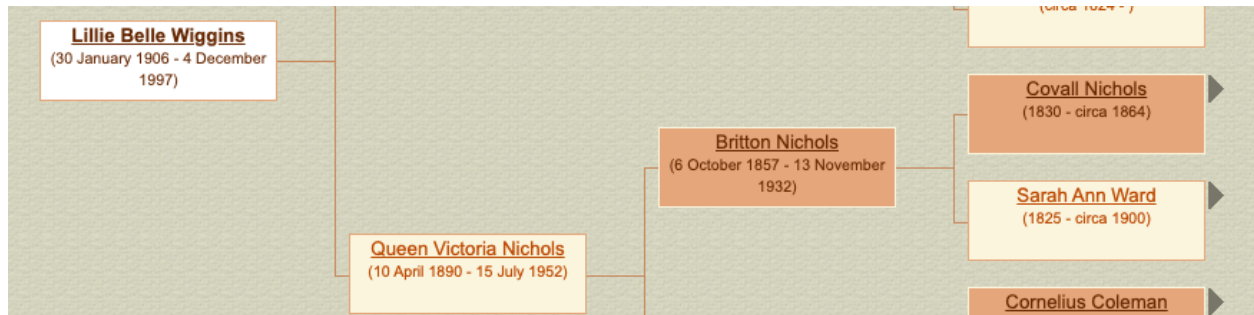 Lillie Belle Wiggins
(30 January 1906 - 4 December
1997)
(circa 1824 - )
Covall Nichols
(1830 - circa 1864)
Britton Nichols
(6 October 1857 - 13 November
1932)
Sarah Ann Ward
(1825 - circa 1900)
Queen Victoria Nichols
(10 April 1890 - 15 July 1952)
Cornelius Coleman